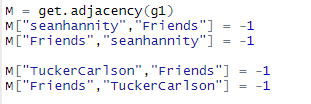 M = get.adjacency(g1)
M["seanhannity","Friends"] = -1
M["Friends","seanhannity"] = -1
M["TuckerCarlson","Friends"] = -1
M["Friends","TuckerCarlson"] = -1